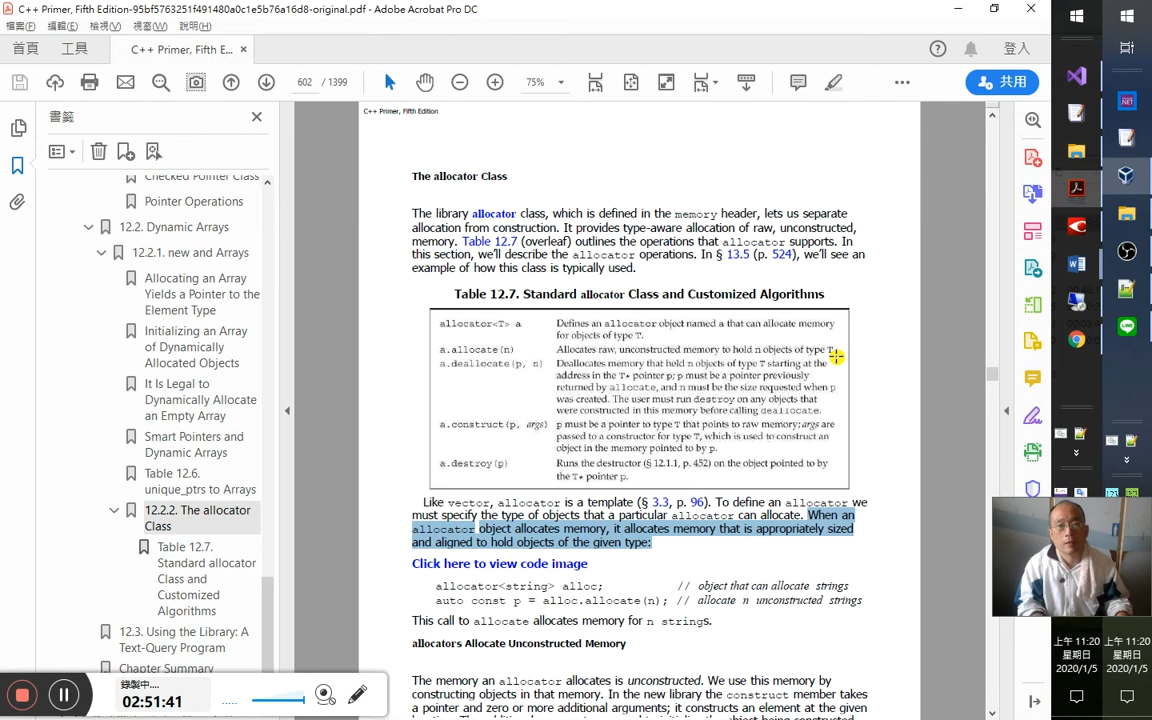 C++ Primer, Fifth Edition-95bf5763251f491480a0c1e5b76a16d8-original.pdf - Adobe Acrobat Pro DC
檔案(F) 編輯(E) 檢視(V) 視窗(W) 說明(H)
首頁 工具 C++ Primer, Fifth E... × 登入
602 / 1399 75% 共用
書籤
Checked Pointer Class
Pointer Operations
12.2. Dynamic Arrays
12.2.1. new and Arrays
Allocating an Array
Yields a Pointer to the
Element Type
Initializing an Array
of Dynamically
Allocated Objects
It Is Legal to
Dynamically Allocate
an Empty Array
Smart Pointers and
Dynamic Arrays
Table 12.6.
unique_ptrs to Arrays
12.2.2. The allocator
Class
Table 12.7.
Standard allocator
Class and
Customized
Algorithms
12.3. Using the Library: A
Text-Query Program
Chapter Summary
C++ Primer, Fifth Edition
The allocator Class
The library allocator class, which is defined in the memory header, lets us separate
allocation from construction. It provides type-aware allocation of raw, unconstructed,
memory. Table 12.7 (overleaf) outlines the operations that allocator supports. In
this section, we'll describe the allocator operations. In § 13.5 (p. 524), we'll see an
example of how this class is typically used.
Table 12.7. Standard allocator Class and Customized Algorithms
allocator<T> a Defines an allocator object named a that can allocate memory
for objects of type T.
a.allocate(n) Allocates raw, unconstructed memory to hold n objects of type T.
a.deallocate(p, n) Deallocates memory that held n objects of type T starting at the
address in the T* pointer p; p must be a pointer previously
returned by allocate, and n must be the size requested when p
was created. The user must run destroy on any objects that
were constructed in this memory before calling deallocate.
a.construct(p, args) p must be a pointer to type T that points to raw memory; args are
passed to a constructor for type T, which is used to construct an
object in the memory pointed to by p.
a.destroy(p) Runs the destructor (§ 12.1.1, p. 452) on the object pointed to by
the T* pointer p.
Like vector, allocator is a template (§ 3.3, p. 96). To define an allocator we
must specify the type of objects that a particular allocator can allocate. When an
allocator object allocates memory, it allocates memory that is appropriately sized
and aligned to hold objects of the given type:
Click here to view code image
allocator<string> alloc; // object that can allocate strings
auto const p = alloc.allocate(n); // allocate n unconstructed strings
This call to allocate allocates memory for n strings.
allocators Allocate Unconstructed Memory
The memory an allocator allocates is unconstructed. We use this memory by
constructing objects in that memory. In the new library the construct member takes
a pointer and zero or more additional arguments; it constructs an element at the given
錄製中....
02:51:41
上午 11:20
星期日
2020/1/5
上午 11:20
星期日
2020/1/5